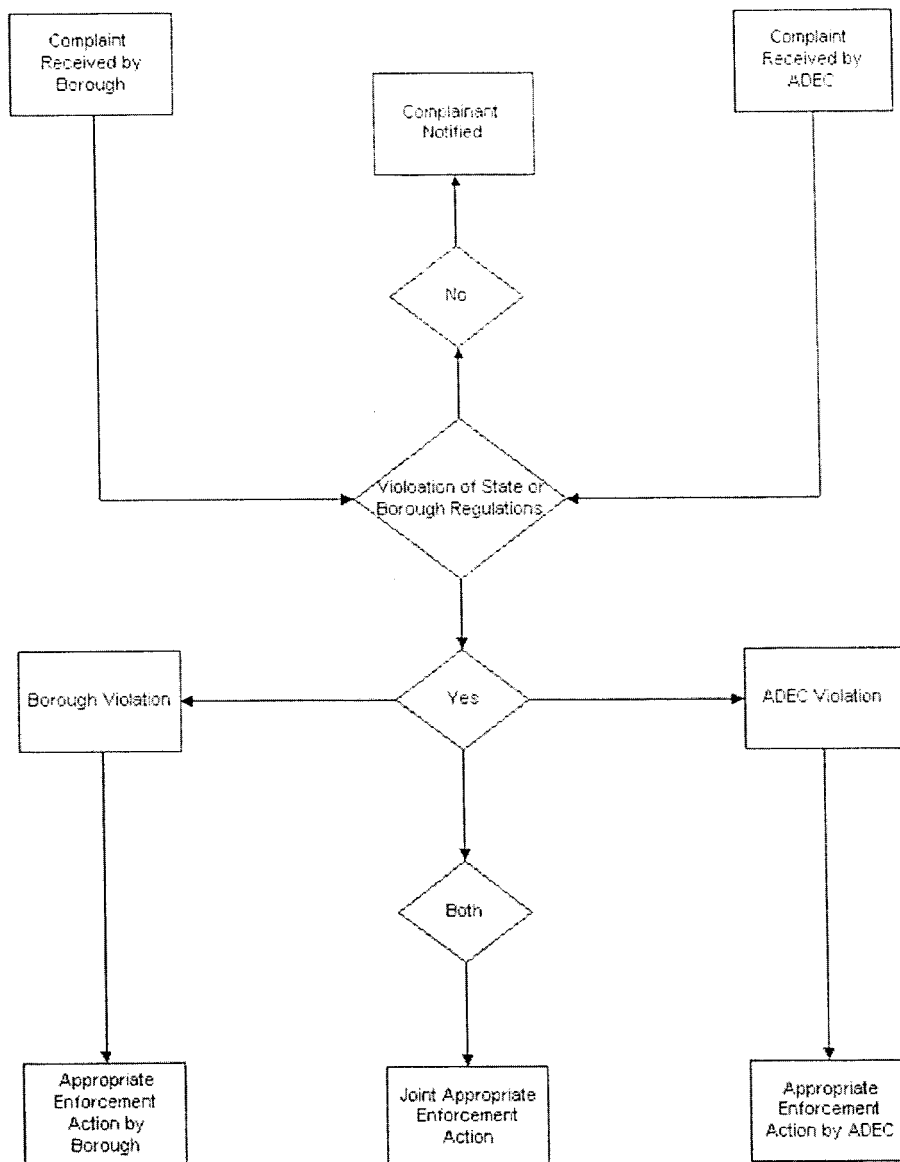 Complaint
Received by
Borough
Complaint
Received by
ADEC
Complainant
Notified
No
Violoation of State or
Borough Regulations
Yes
Borough Violation
ADEC Violation
Both
Appropriate
Enforcement
Action by
Borough
Joint Appropriate
Enforcement
Action
Appropriate
Enforcement
Action by ADEC